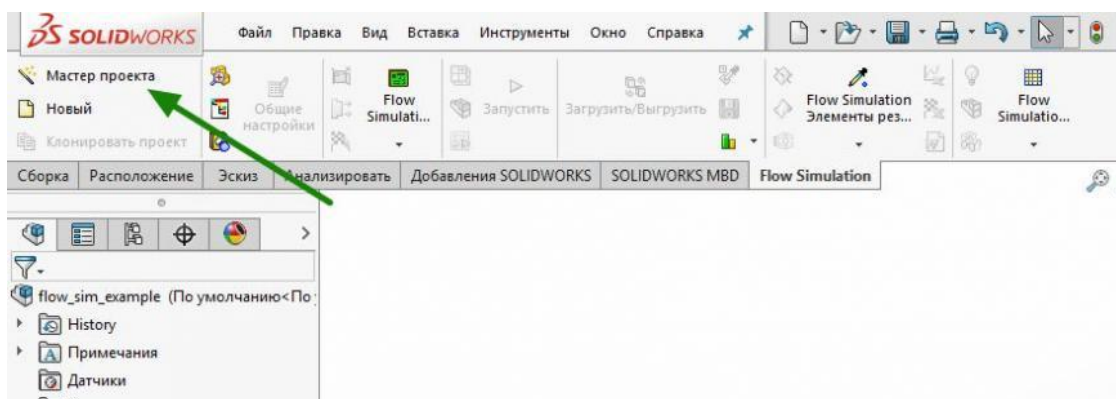 SOLIDWORKS Файл Правка Вид Вставка Инструменты Окно Справка
Мастер проекта
Новый
Клонировать проект
Общие
настройки
Flow
Simulati...
Запустить
Загрузить/Выгрузить
Flow Simulation
Элементы рез...
Flow
Simulatio...
Сборка Расположение Эскиз Анализировать Добавления SOLIDWORKS SOLIDWORKS MBD Flow Simulation
flow_sim_example (По умолчанию<По
History
Примечания
Датчики